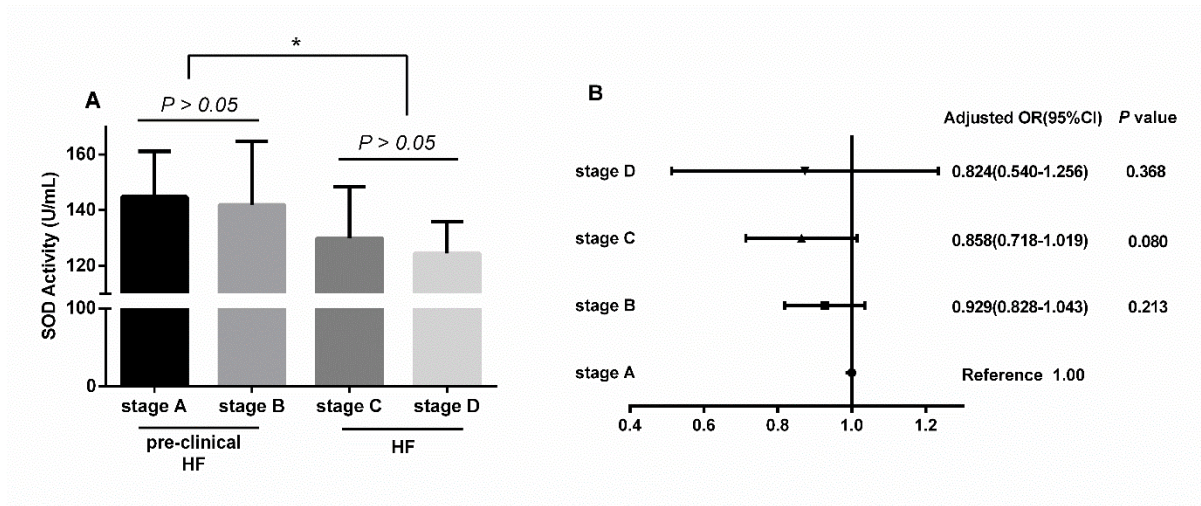 *
A
P > 0.05
P > 0.05
SOD Activity (U/mL)
160
140
120
100
0
stage A stage B stage C stage D
pre-clinical
HF
HF
B
Adjusted OR(95%CI) P value
stage D 0.824(0.540-1.256) 0.368
stage C 0.858(0.718-1.019) 0.080
stage B 0.929(0.828-1.043) 0.213
stage A Reference 1.00
0.4 0.6 0.8 1.0 1.2